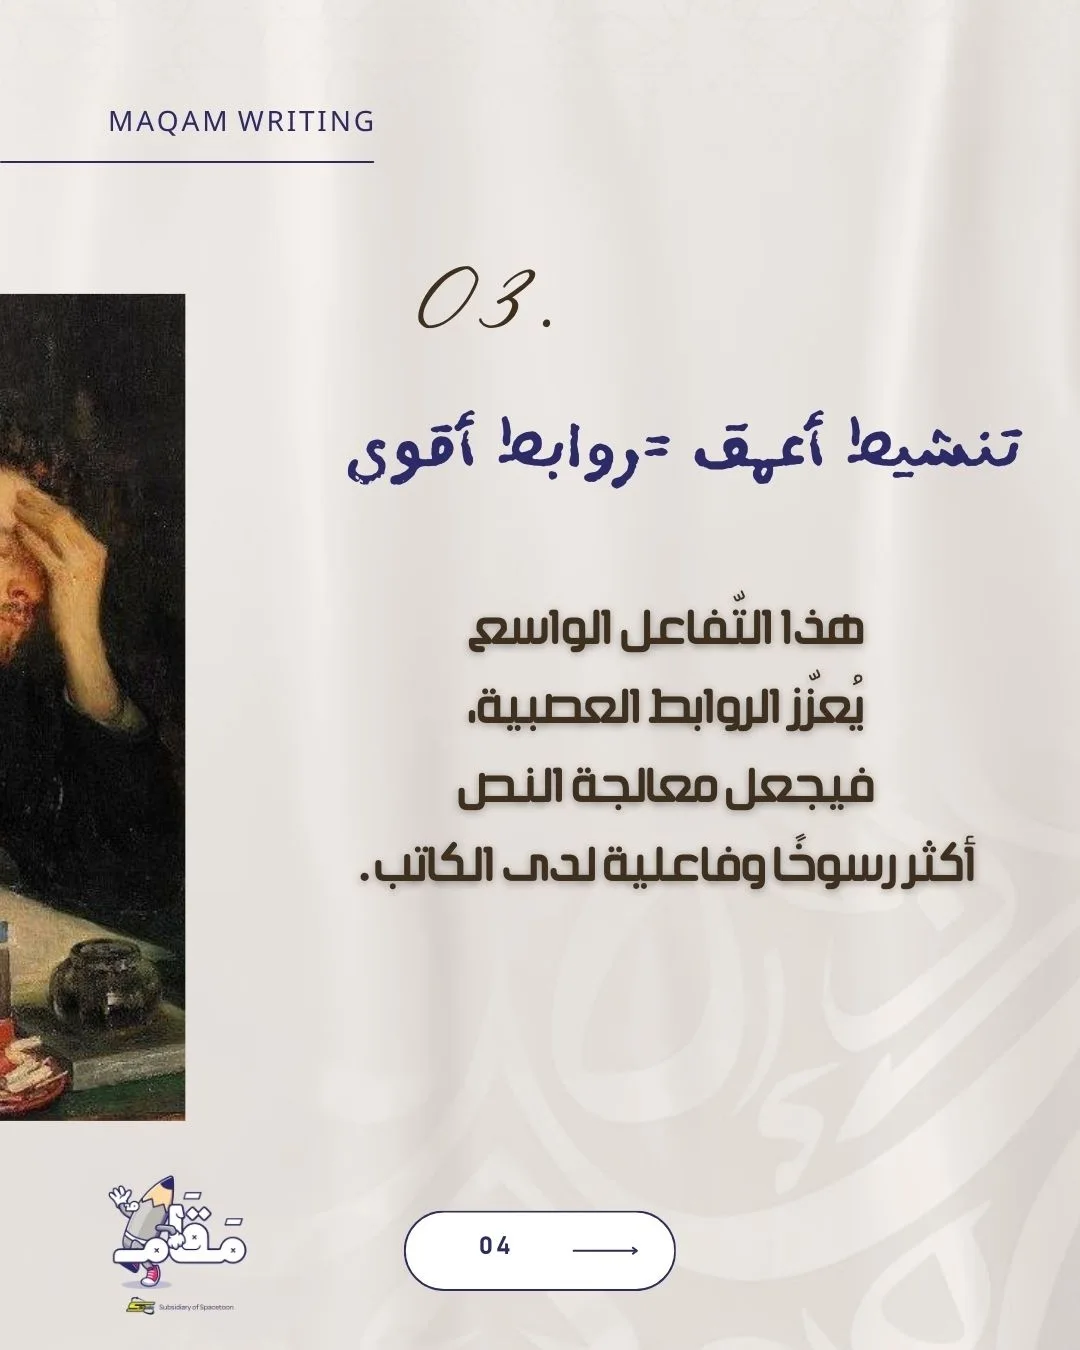 MAQAM WRITING
03.
تنشيط أعمق =روابط أقوى
هذا التّفاعل الواسع
يُعزّز الروابط العصبية،
فيجعل معالجة النص
أكثر رسوخًا وفاعلية لدى الكاتب.
مَقَام
Subsidiary of Spacetoon
04